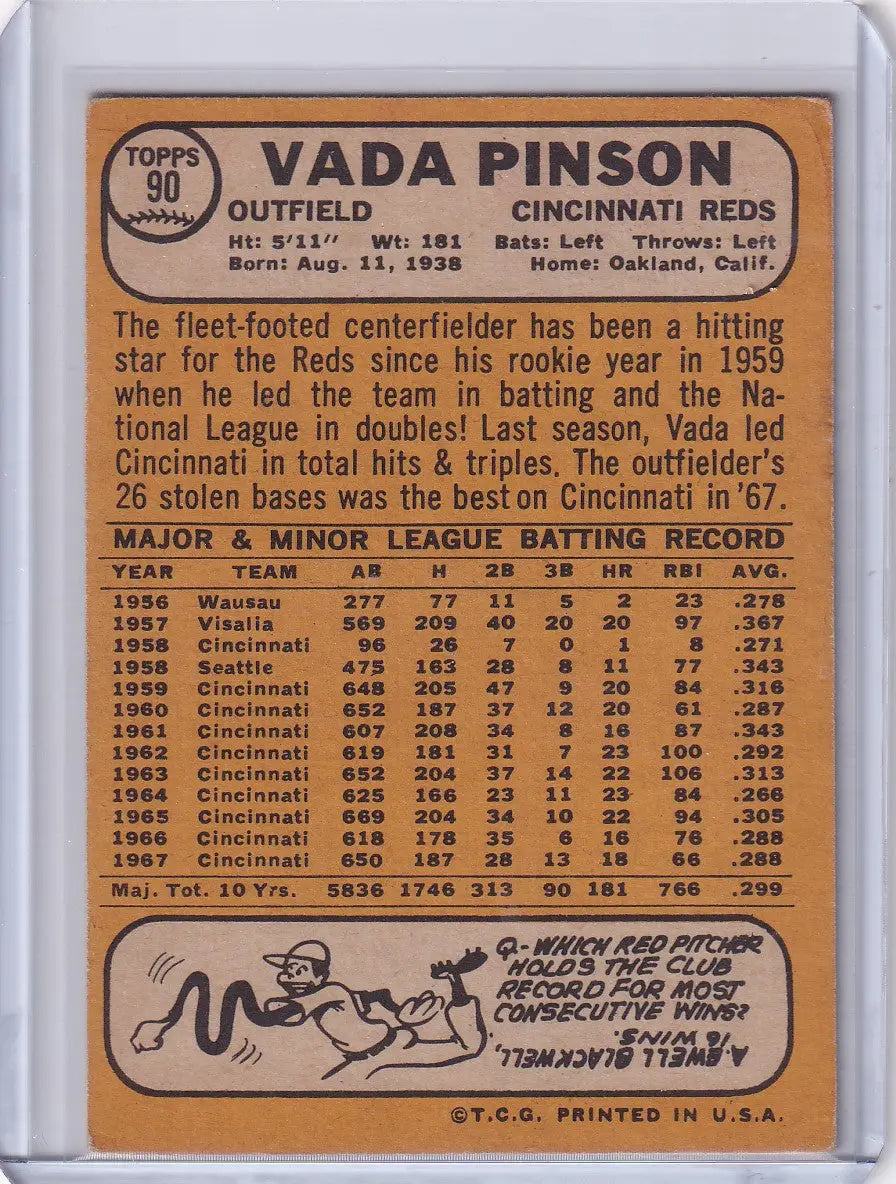 TOPPS
90
VADA PINSON
OUTFIELD CINCINNATI REDS
Ht: 5'11" Wt: 181 Bats: Left Throws: Left
Born: Aug. 11, 1938 Home: Oakland, Calif.
The fleet-footed centerfielder has been a hitting
star for the Reds since his rookie year in 1959
when he led the team in batting and the Na-
tional League in doubles! Last season, Vada led
Cincinnati in total hits & triples. The outfielder's
26 stolen bases was the best on Cincinnati in '67.
MAJOR & MINOR LEAGUE BATTING RECORD
YEAR TEAM AB H 2B 3B HR RBI AVG.
1956 Wausau 277 77 11 5 2 23 .278
1957 Visalia 569 209 40 20 20 97 .367
1958 Cincinnati 96 26 7 0 1 8 .271
1958 Seattle 475 163 28 8 11 77 .343
1959 Cincinnati 648 205 47 9 20 84 .316
1960 Cincinnati 652 187 37 12 20 61 .287
1961 Cincinnati 607 208 34 8 16 87 .343
1962 Cincinnati 619 181 31 7 23 100 .292
1963 Cincinnati 652 204 37 14 22 106 .313
1964 Cincinnati 625 166 23 11 23 84 .266
1965 Cincinnati 669 204 34 10 22 94 .305
1966 Cincinnati 618 178 35 6 16 76 .288
1967 Cincinnati 650 187 28 13 18 66 .288
Maj. Tot. 10 Yrs. 5836 1746 313 90 181 766 .299
Q-WHICH RED PITCHER
HOLDS THE CLUB
RECORD FOR MOST
CONSECUTIVE WINS?
A. EWELL BLACKWELL,
16 WINS.
©T.C.G. PRINTED IN U.S.A.